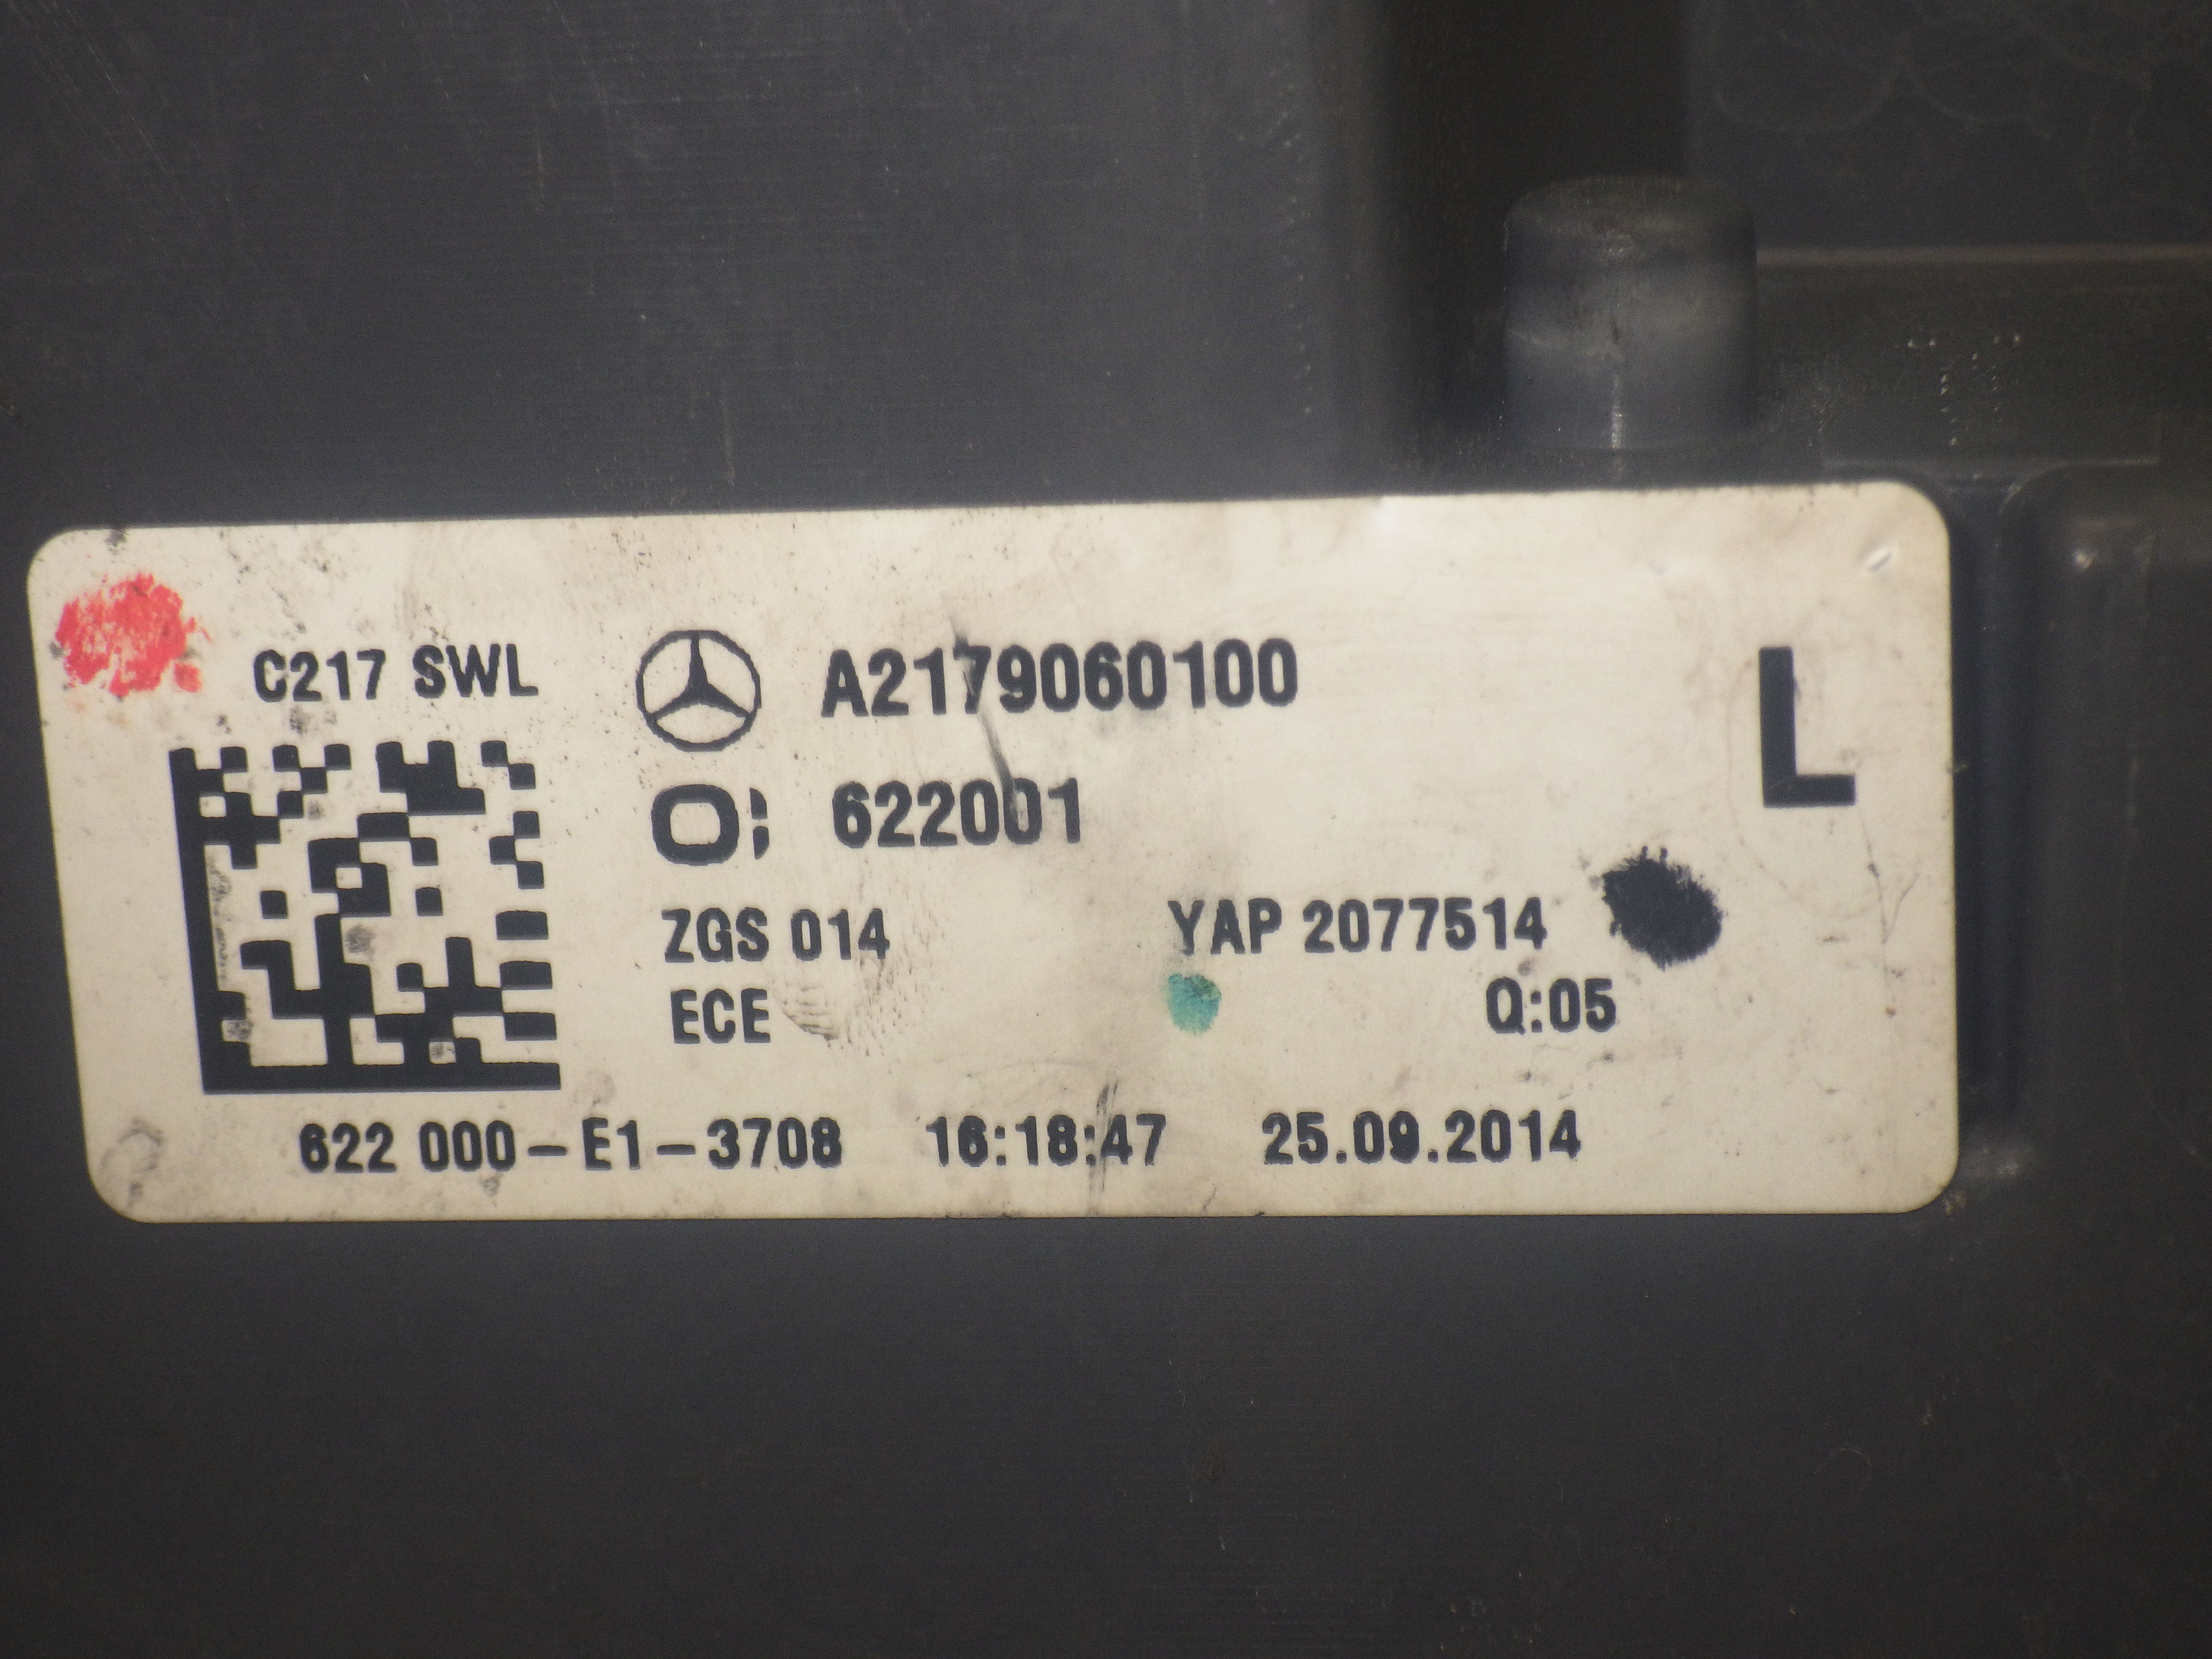 C217 SWL
A2179060100
L
622001
ZGS 014 YAP 2077514
ECE Q:05
622 000-E1-3708 16:18:47 25.09.2014